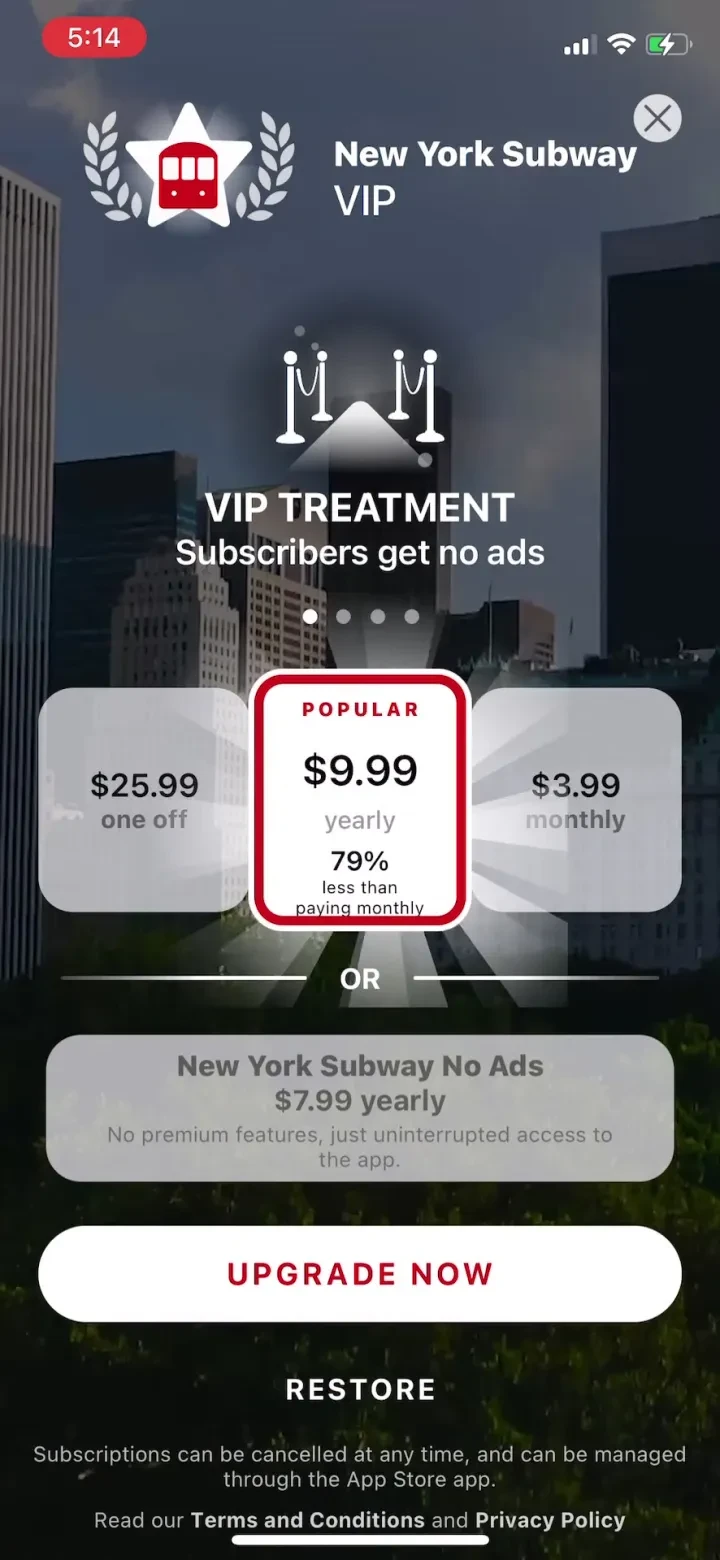 5:14
New York Subway
VIP
VIP TREATMENT
Subscribers get no ads
$25.99
one off
POPULAR
$9.99
yearly
79%
less than
paying monthly
$3.99
monthly
OR
New York Subway No Ads
$7.99 yearly
No premium features, just uninterrupted access to
the app.
UPGRADE NOW
RESTORE
Subscriptions can be cancelled at any time, and can be managed
through the App Store app.
Read our Terms and Conditions and Privacy Policy